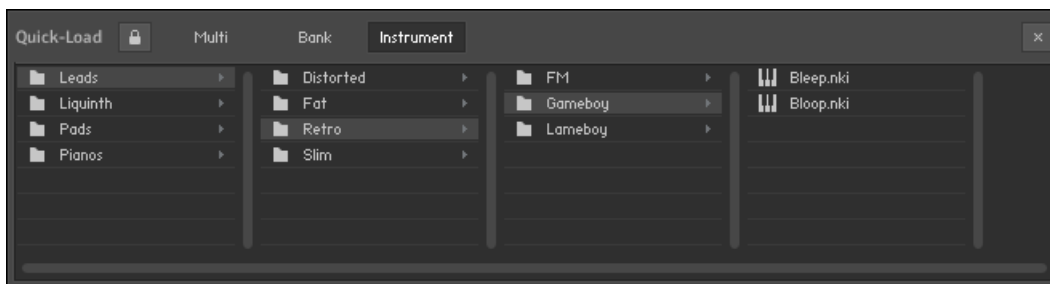 Quick-Load Multi Bank Instrument
Leads Distorted FM Bleep.nki
Liquinth Fat Gameboy Bloop.nki
Pads Retro Lameboy
Pianos Slim